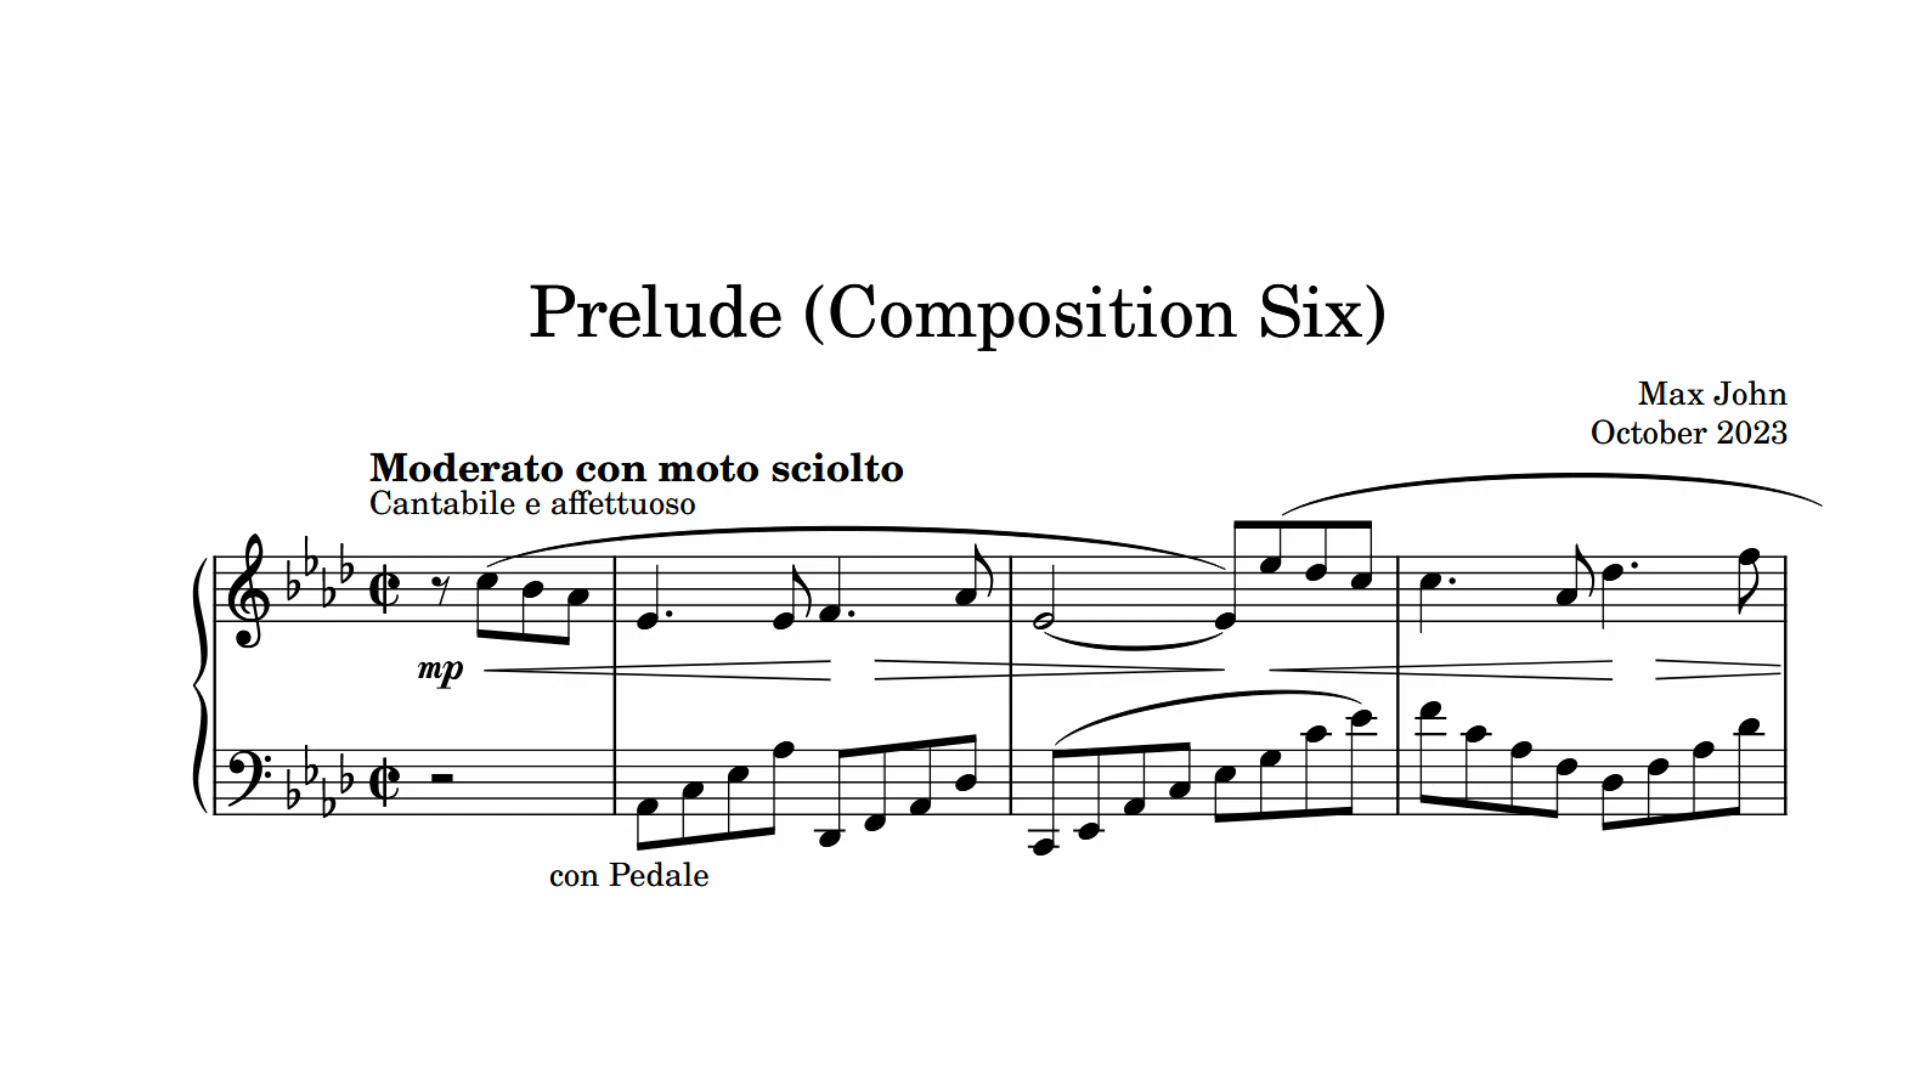 Prelude (Composition Six)
Max John
October 2023
Moderato con moto sciolto
Cantabile e affettuoso
mp
con Pedale